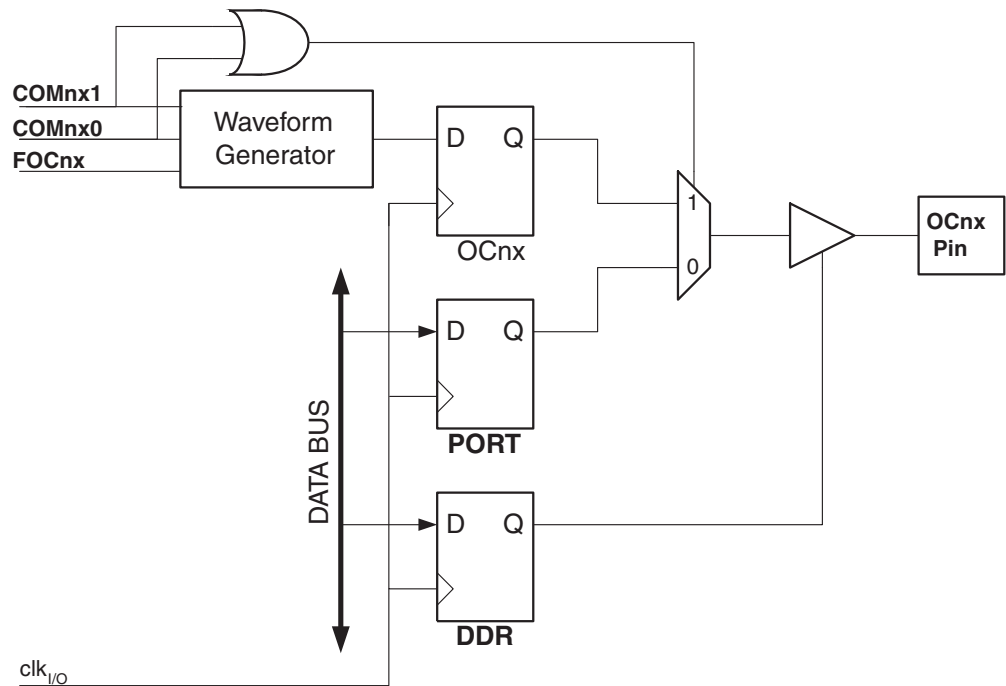 COMnx1
COMnx0
FOCnx
Waveform
Generator
D Q
OCnx
1
0
OCnx
Pin
D Q
PORT
DATA BUS
D Q
DDR
clkI/O